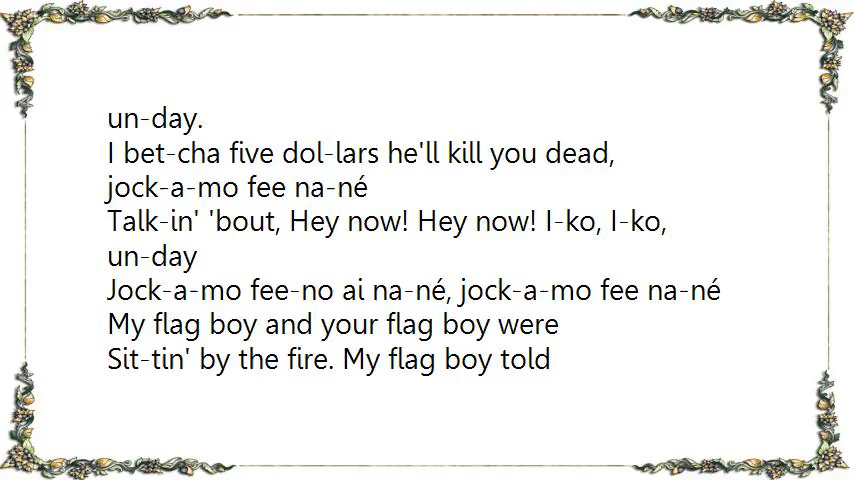 un-day.
I bet-cha five dol-lars he'll kill you dead,
jock-a-mo fee na-né
Talk-in' 'bout, Hey now! Hey now! I-ko, I-ko,
un-day
Jock-a-mo fee-no ai na-né, jock-a-mo fee na-né
My flag boy and your flag boy were
Sit-tin' by the fire. My flag boy told